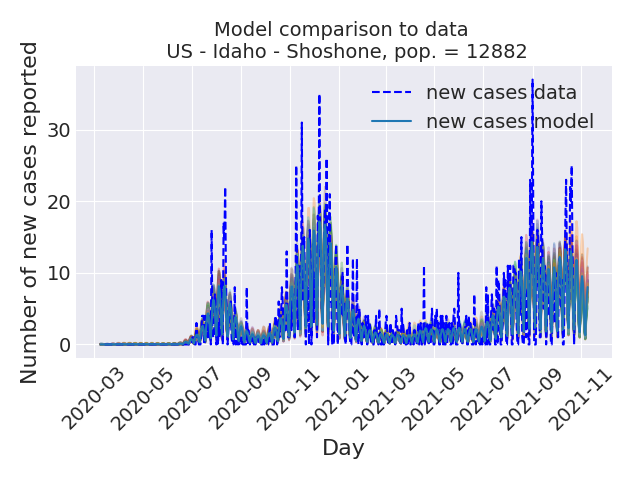 Model comparison to data
US - Idaho - Shoshone, pop. = 12882
Number of new cases reported
30
20
10
0
new cases data
new cases model
2020-03
2020-05
2020-07
2020-09
2020-11
2021-01
2021-03
2021-05
2021-07
2021-09
2021-11
Day